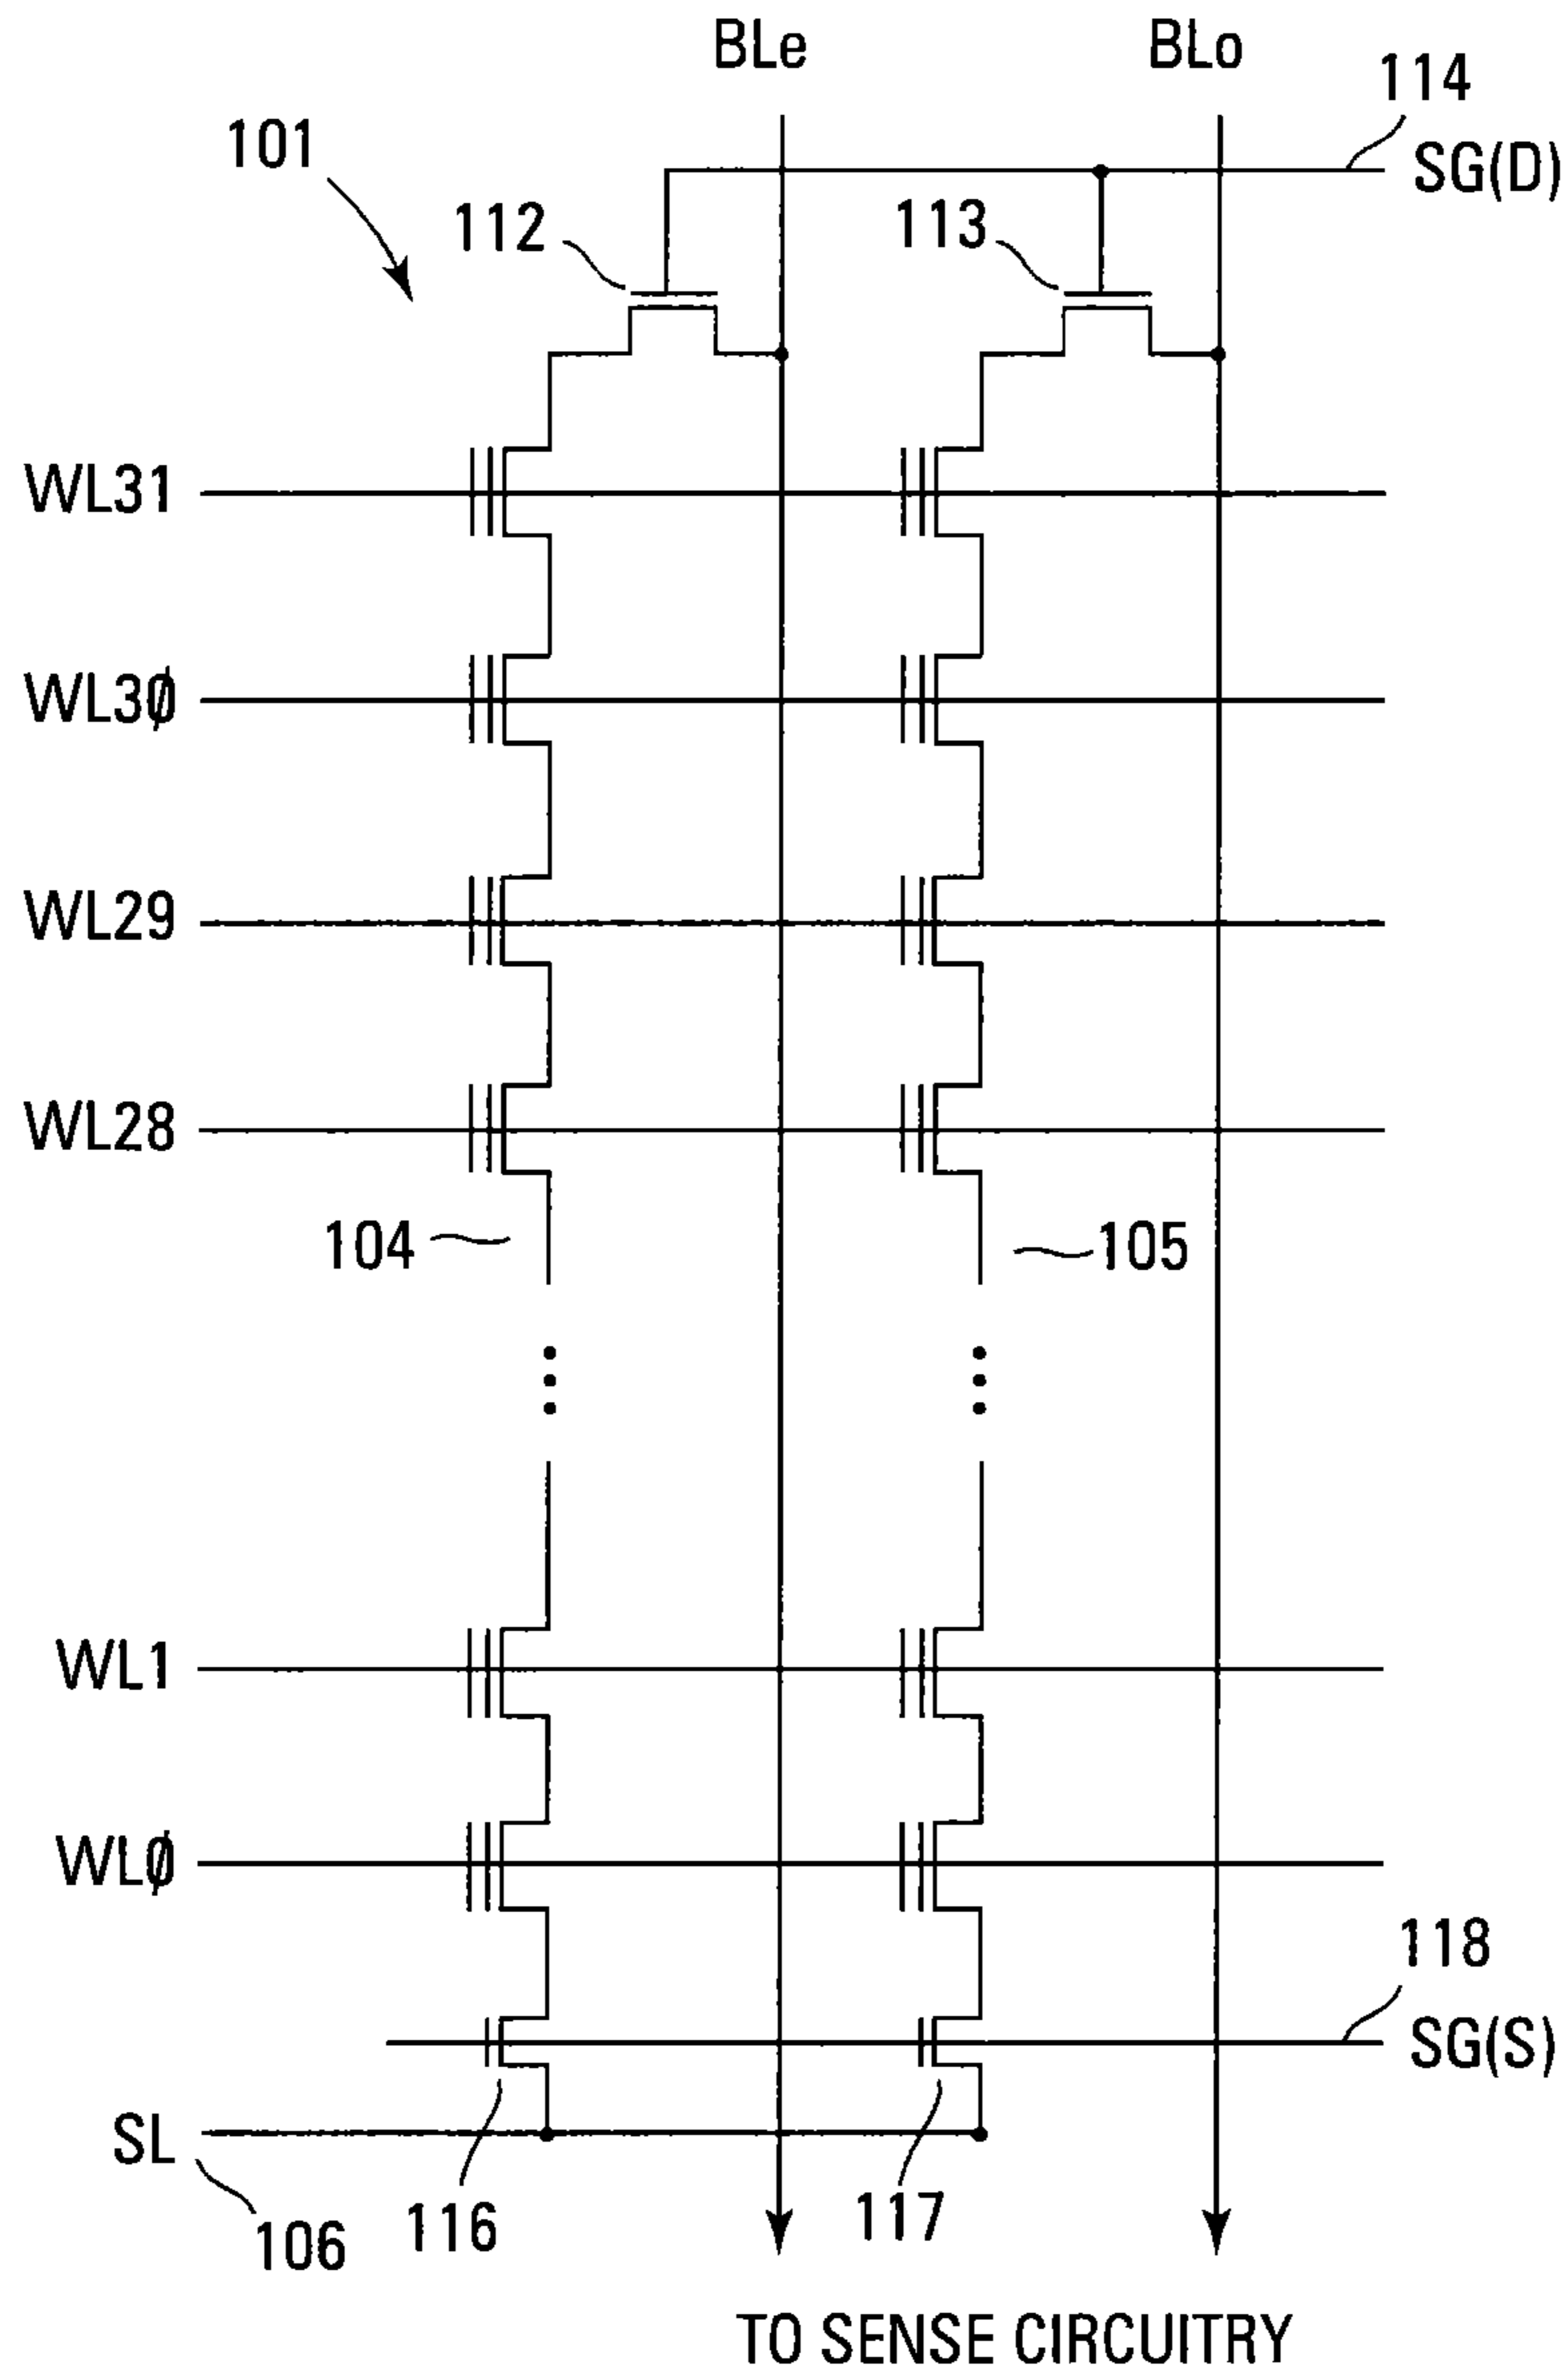 BLe BLo
114
101 SG(D)
112 113
WL31
WL3Ø
WL29
WL28
104 105
WL1
WLØ
118
SG(S)
SL
116 117
106
TO SENSE CIRCUITRY